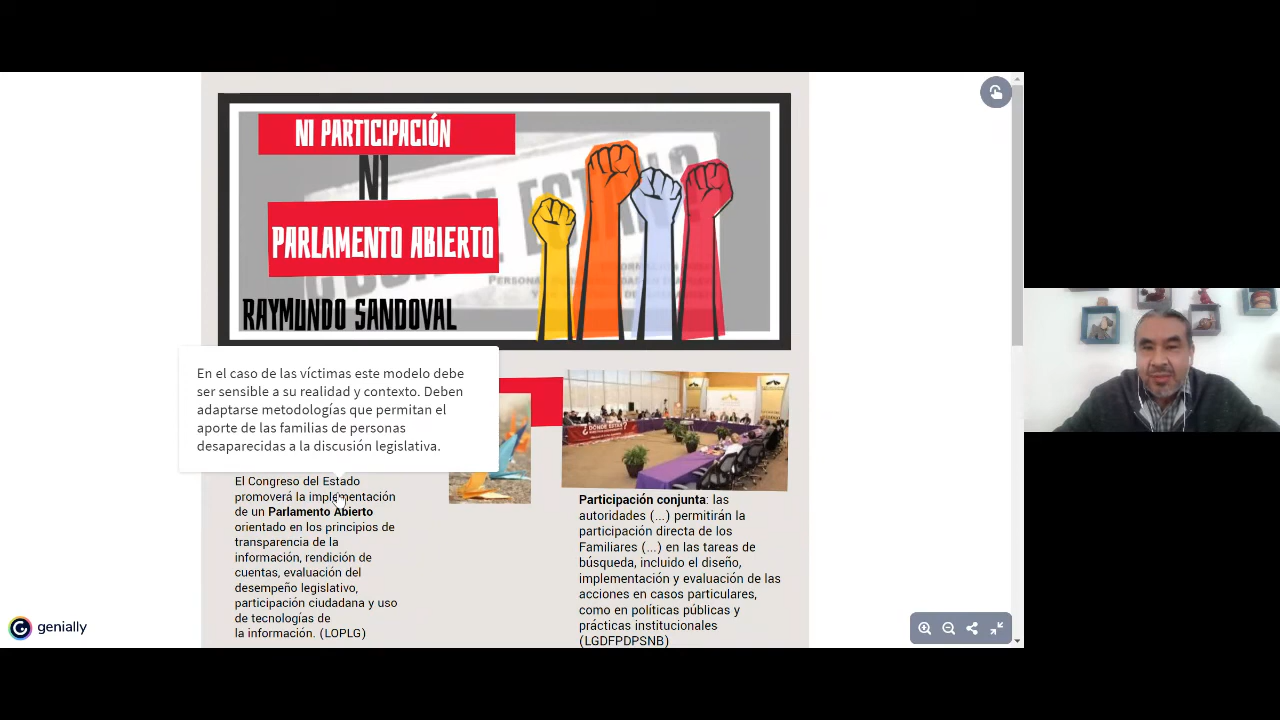 NI PARTICIPACIÓN
NI
PARLAMENTO ABIERTO
RAYMUNDO SANDOVAL
En el caso de las víctimas este modelo debe
ser sensible a su realidad y contexto. Deben
adaptarse metodologías que permitan el
aporte de las familias de personas
desaparecidas a la discusión legislativa.
El Congreso del Estado
promoverá la implementación
de un Parlamento Abierto
orientado en los principios de
transparencia de la
información, rendición de
cuentas, evaluación del
desempeño legislativo,
participación ciudadana y uso
de tecnologías de
la información. (LOPLG)
¿DÓNDE ESTÁN?
Participación conjunta: las
autoridades (...) permitirán la
participación directa de los
Familiares (...) en las tareas de
búsqueda, incluido el diseño,
implementación y evaluación de las
acciones en casos particulares,
como en políticas públicas y
prácticas institucionales
(LGDFPDPSNB)
genially